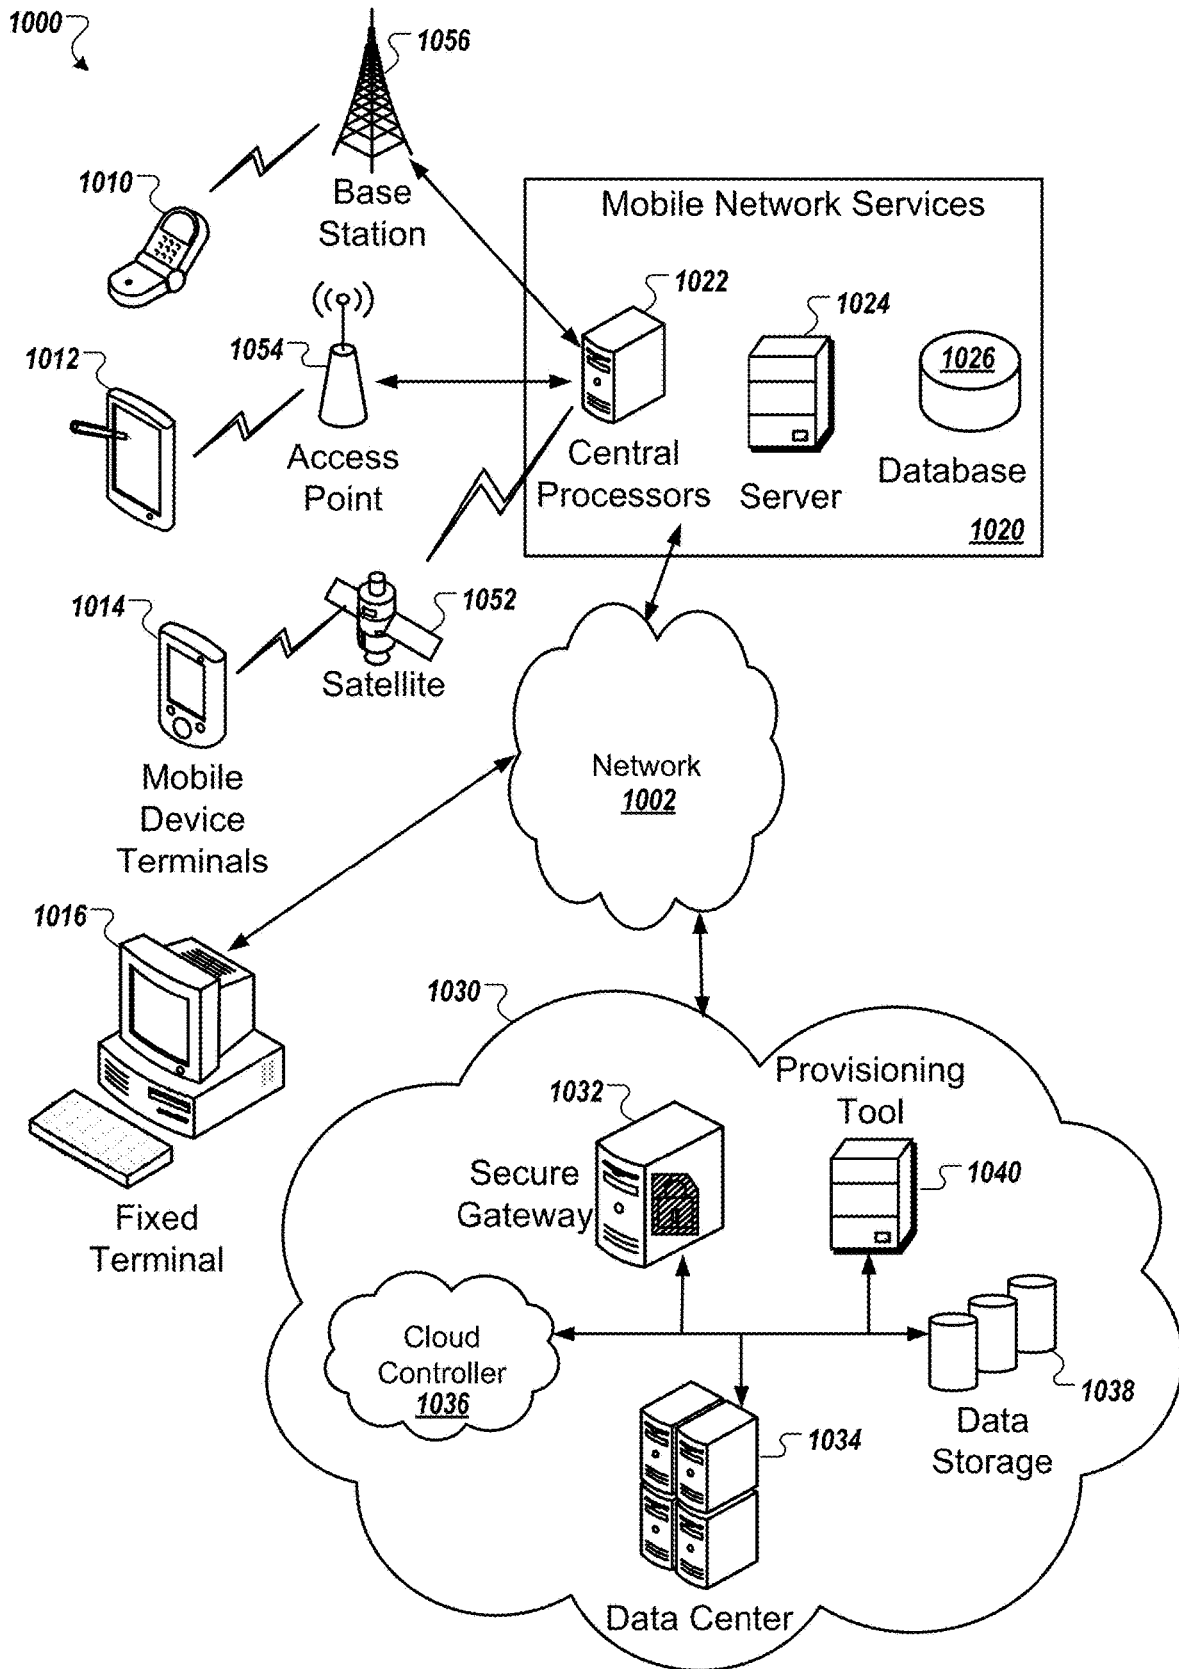 1000
1056
Base
Station
1010
Mobile Network Services
1022
1024
1026
1054
1012
Access
Point
Central
Processors
Server
Database
1020
1052
1014
Satellite
Mobile
Device
Terminals
Network
1002
1016
1030
Provisioning
Tool
1032
1040
Secure
Gateway
Fixed
Terminal
Cloud
Controller
1036
1038
Data
Storage
1034
Data Center